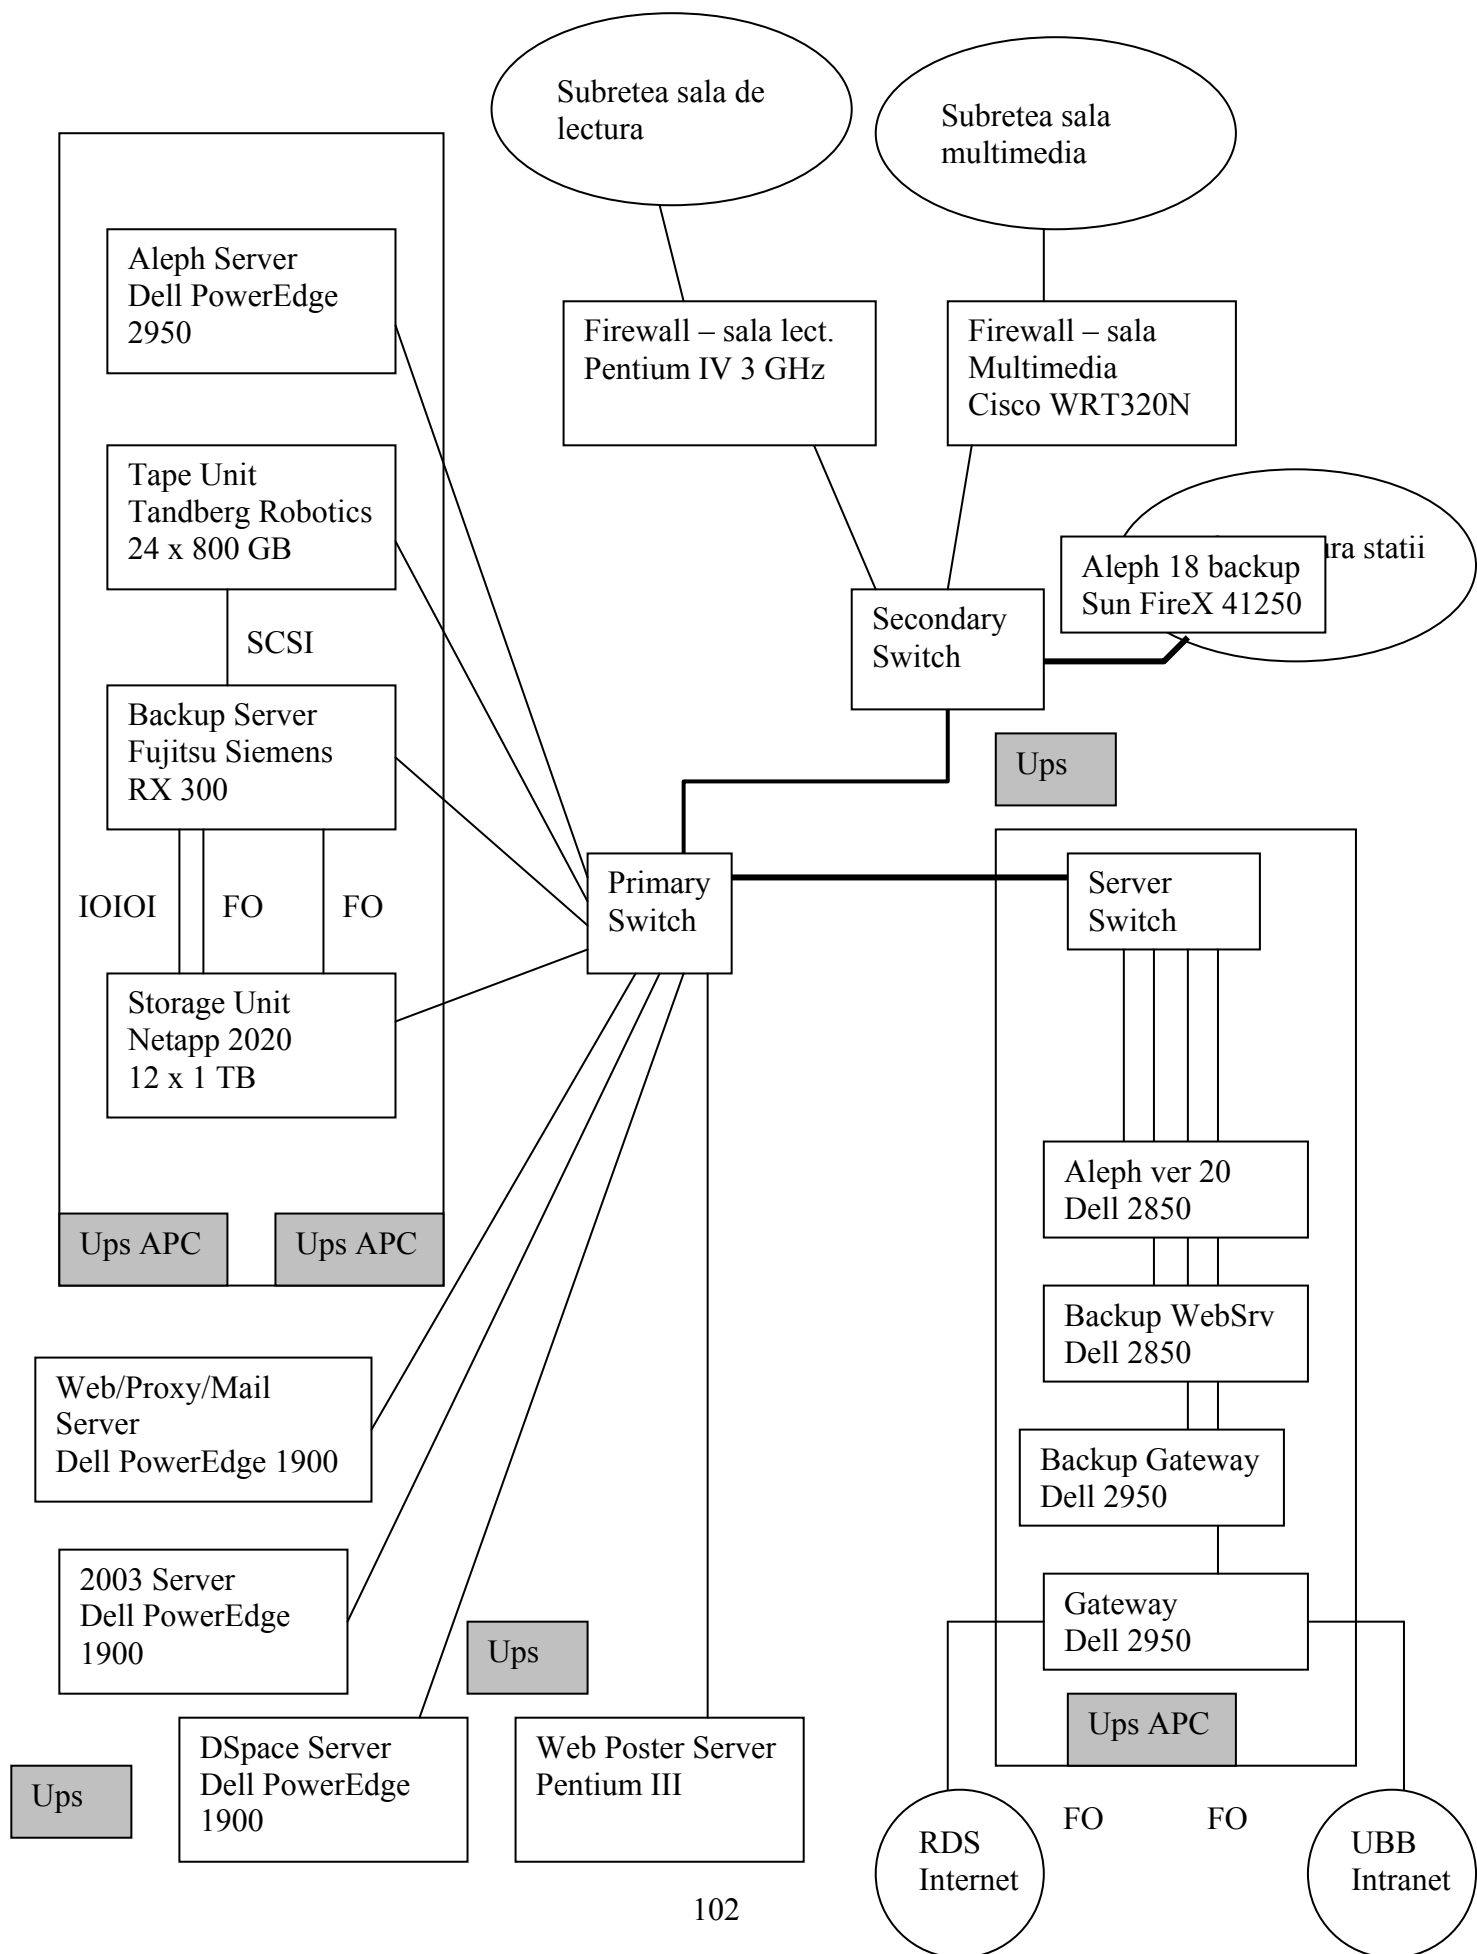 Subretea sala de
lectura
Subretea sala
multimedia
Aleph Server
Dell PowerEdge
2950
Firewall – sala lect.
Pentium IV 3 GHz
Firewall – sala
Multimedia
Cisco WRT320N
Tape Unit
Tandberg Robotics
24 x 800 GB
statii
Aleph 18 backup
Sun FireX 41250
SCSI
Secondary
Switch
Backup Server
Fujitsu Siemens
RX 300
Ups
IOIOI
FO
FO
Primary
Switch
Server
Switch
Storage Unit
Netapp 2020
12 x 1 TB
Aleph ver 20
Dell 2850
Ups APC
Ups APC
Backup WebSrv
Dell 2850
Web/Proxy/Mail
Server
Dell PowerEdge 1900
Backup Gateway
Dell 2950
2003 Server
Dell PowerEdge
1900
Ups
Gateway
Dell 2950
Ups APC
DSpace Server
Dell PowerEdge
1900
Web Poster Server
Pentium III
Ups
FO
FO
RDS
Internet
UBB
Intranet
102